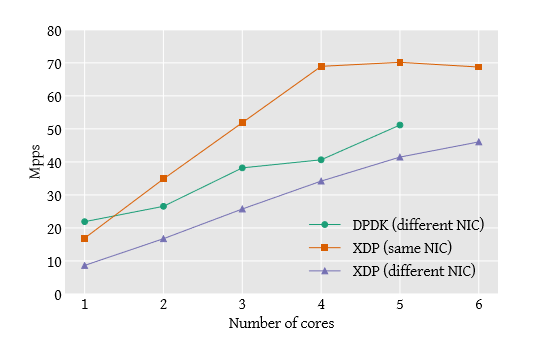 80
70
60
50
40
30
20
10
0
Mpps
DPDK (different NIC)
XDP (same NIC)
XDP (different NIC)
1 2 3 4 5 6
Number of cores